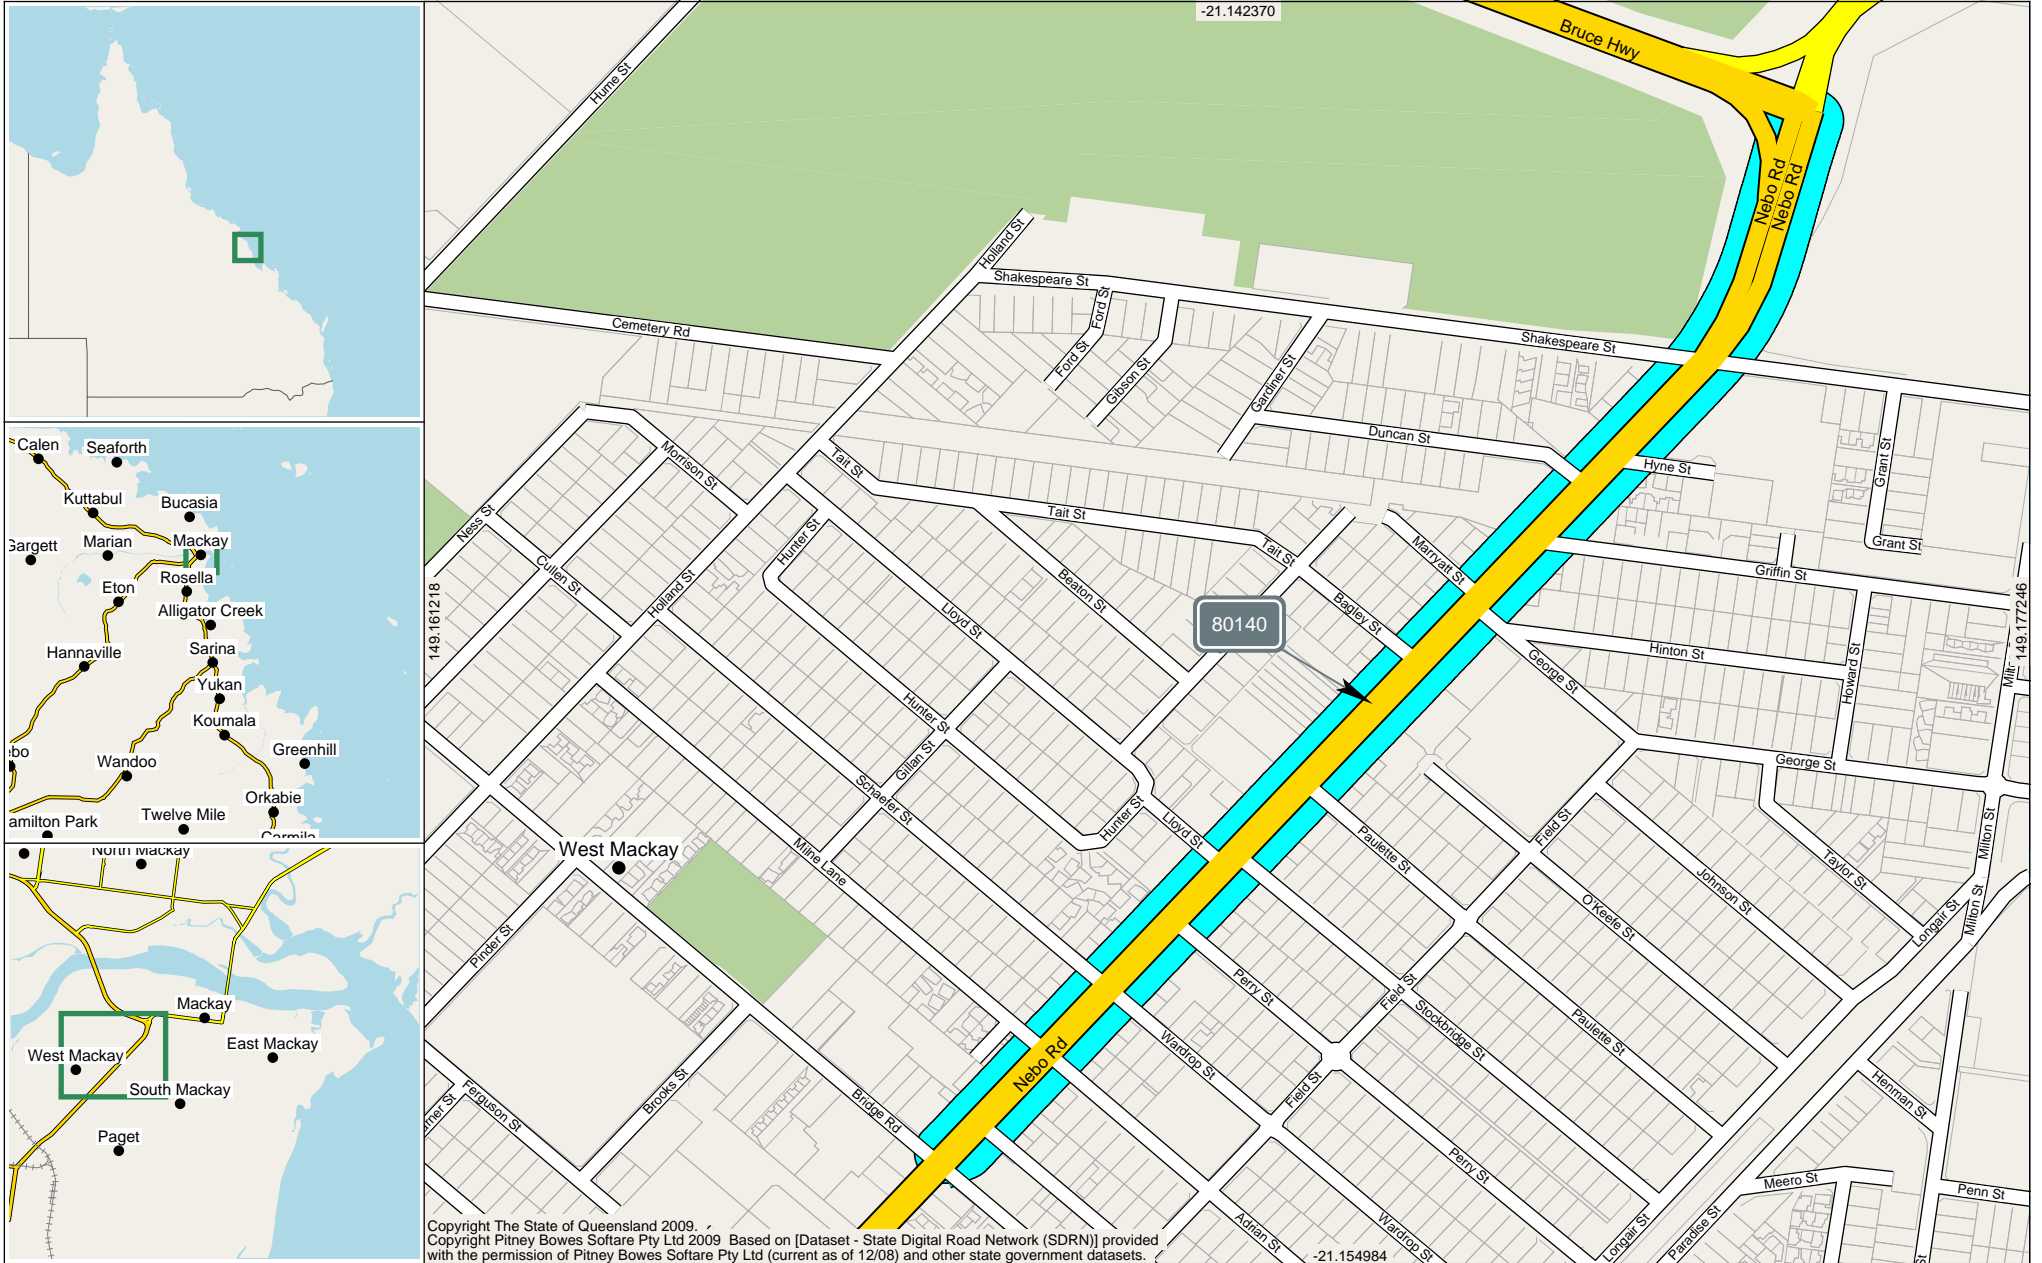 -21.142370
Bruce Hwy
Hume St
Nebo Rd
Nebo Rd
Holland St
Shakespeare St
Ford St
Ford St
Gibson St
Gardiner St
Cemetery Rd
Shakespeare St
Duncan St
Hyne St
Grant St
Grant St
Morrison St
Tait St
Tait St
Tait St
Ness St
Cullen St
Hunter St
Holland St
Lloyd St
Beaton St
Bagley St
Marryatt St
Griffin St
Hinton St
Howard St
George St
George St
80140
149.161218
149.177246
Hunter St
Gillan St
Schaefer St
Hunter St
Lloyd St
Milne Lane
West Mackay
Pinder St
Paulette St
Field St
O'Keefe St
Johnson St
Taylor St
Milton St
Milton St
Longair St
Perry St
Field St
Stockbridge St
Paulette St
Wardrop St
Field St
Nebo Rd
Bridge Rd
Brooks St
Ferguson St
Henman St
Meero St
Penn St
Perry St
Wardrop St
Adrian St
Longair St
Paradise St
-21.154984
Calen
Seaforth
Kuttabul
Bucasia
Gargett
Marian
Mackay
Eton
Rosella
Alligator Creek
Hannaville
Sarina
Yukan
Koumala
Greenhill
Wandoo
Orkabie
Twelve Mile
Carmila
North Mackay
Mackay
West Mackay
East Mackay
South Mackay
Paget
Copyright The State of Queensland 2009.
Copyright Pitney Bowes Softare Pty Ltd 2009 Based on [Dataset - State Digital Road Network (SDRN)] provided
with the permission of Pitney Bowes Softare Pty Ltd (current as of 12/08) and other state government datasets.